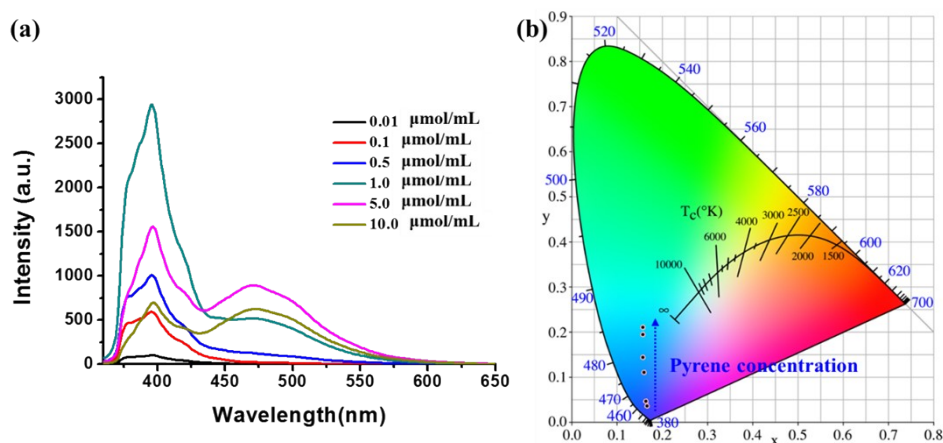 (a)
Intensity (a.u.)
3000
2500
2000
1500
1000
500
0
400
450
500
550
600
650
Wavelength(nm)
0.01 µmol/mL
0.1 µmol/mL
0.5 µmol/mL
1.0 µmol/mL
5.0 µmol/mL
10.0 µmol/mL
(b)
0.9
0.8
0.7
0.6
0.5
y
0.4
0.3
0.2
0.1
0.0
0.0 0.1 0.2 0.3 0.4 0.5 0.6 0.7 0.8
x
520
540
560
580
600
620
700
500
490
480
470
460
380
Tc(°K)
10000
6000
4000
3000
2500
2000
1500
∞
Pyrene concentration